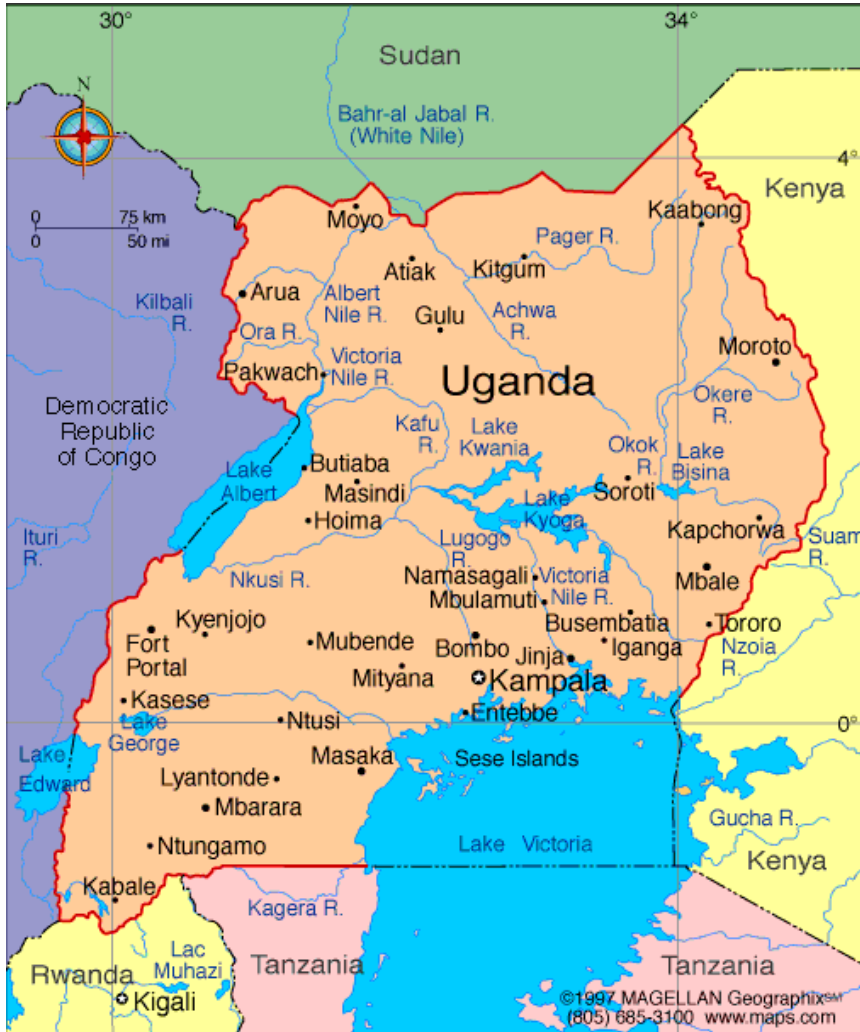 30°
34°
Sudan
N
Bahr-al Jabal R.
(White Nile)
4°
Kenya
0 75 km
0 50 mi
Moyo
Kaabong
Pager R.
Atiak
Kitgum
Arua
Kilbali
R.
Albert
Nile R.
Achwa
R.
Gulu
Ora R.
Moroto
Pakwach
Victoria
Nile R.
Uganda
Okere
R.
Democratic
Republic
of Congo
Kafu
R.
Lake
Kwania
Okok
R.
Lake
Bisina
Lake
Albert
Butiaba
Masindi
Soroti
Lake
Kyoga
Hoima
Kapchorwa
Ituri
R.
Lugogo
R.
Suam
R.
Nkusi R.
Namasagali
Victoria
Nile R.
Mbale
Mbulamuti
Kyenjojo
Busembatia
Tororo
Fort
Portal
Mubende
Bombo
Iganga
Nzoia
R.
Mityana
Jinja
Kampala
Kasese
Entebbe
Lake
George
Ntusi
0°
Lake
Edward
Masaka
Sese Islands
Lyantonde
Mbarara
Gucha R.
Ntungamo
Lake Victoria
Kenya
Kabale
Kagera R.
Lac
Muhazi
Rwanda
Tanzania
Tanzania
Kigali
©1997 MAGELLAN Geographix℠
(805) 685-3100 www.maps.com